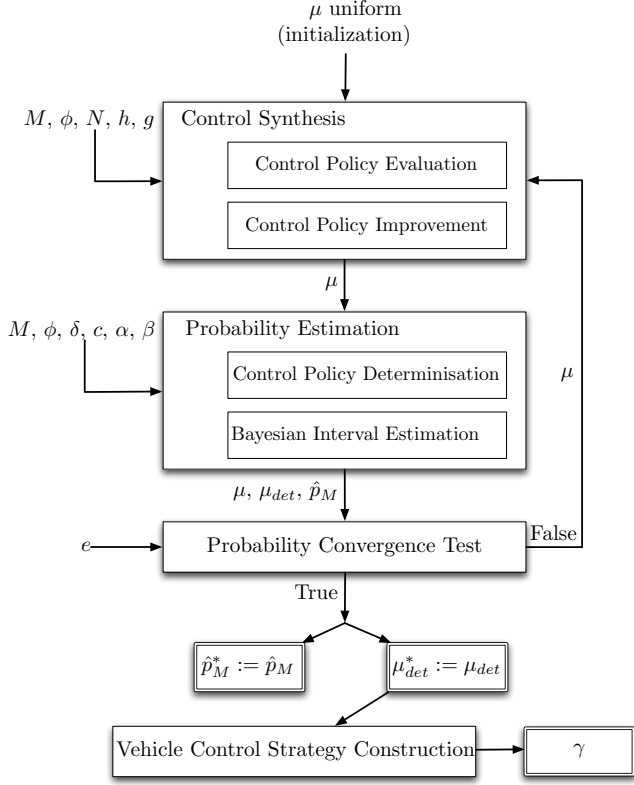 μ uniform
(initialization)
M, ϕ, N, h, g
Control Synthesis
Control Policy Evaluation
Control Policy Improvement
μ
M, ϕ, δ, c, α, β
Probability Estimation
Control Policy Determinisation
Bayesian Interval Estimation
μ
μ, μ_det, p̂_M
e
Probability Convergence Test
False
True
p̂*_M := p̂_M
μ*_det := μ_det
Vehicle Control Strategy Construction
γ